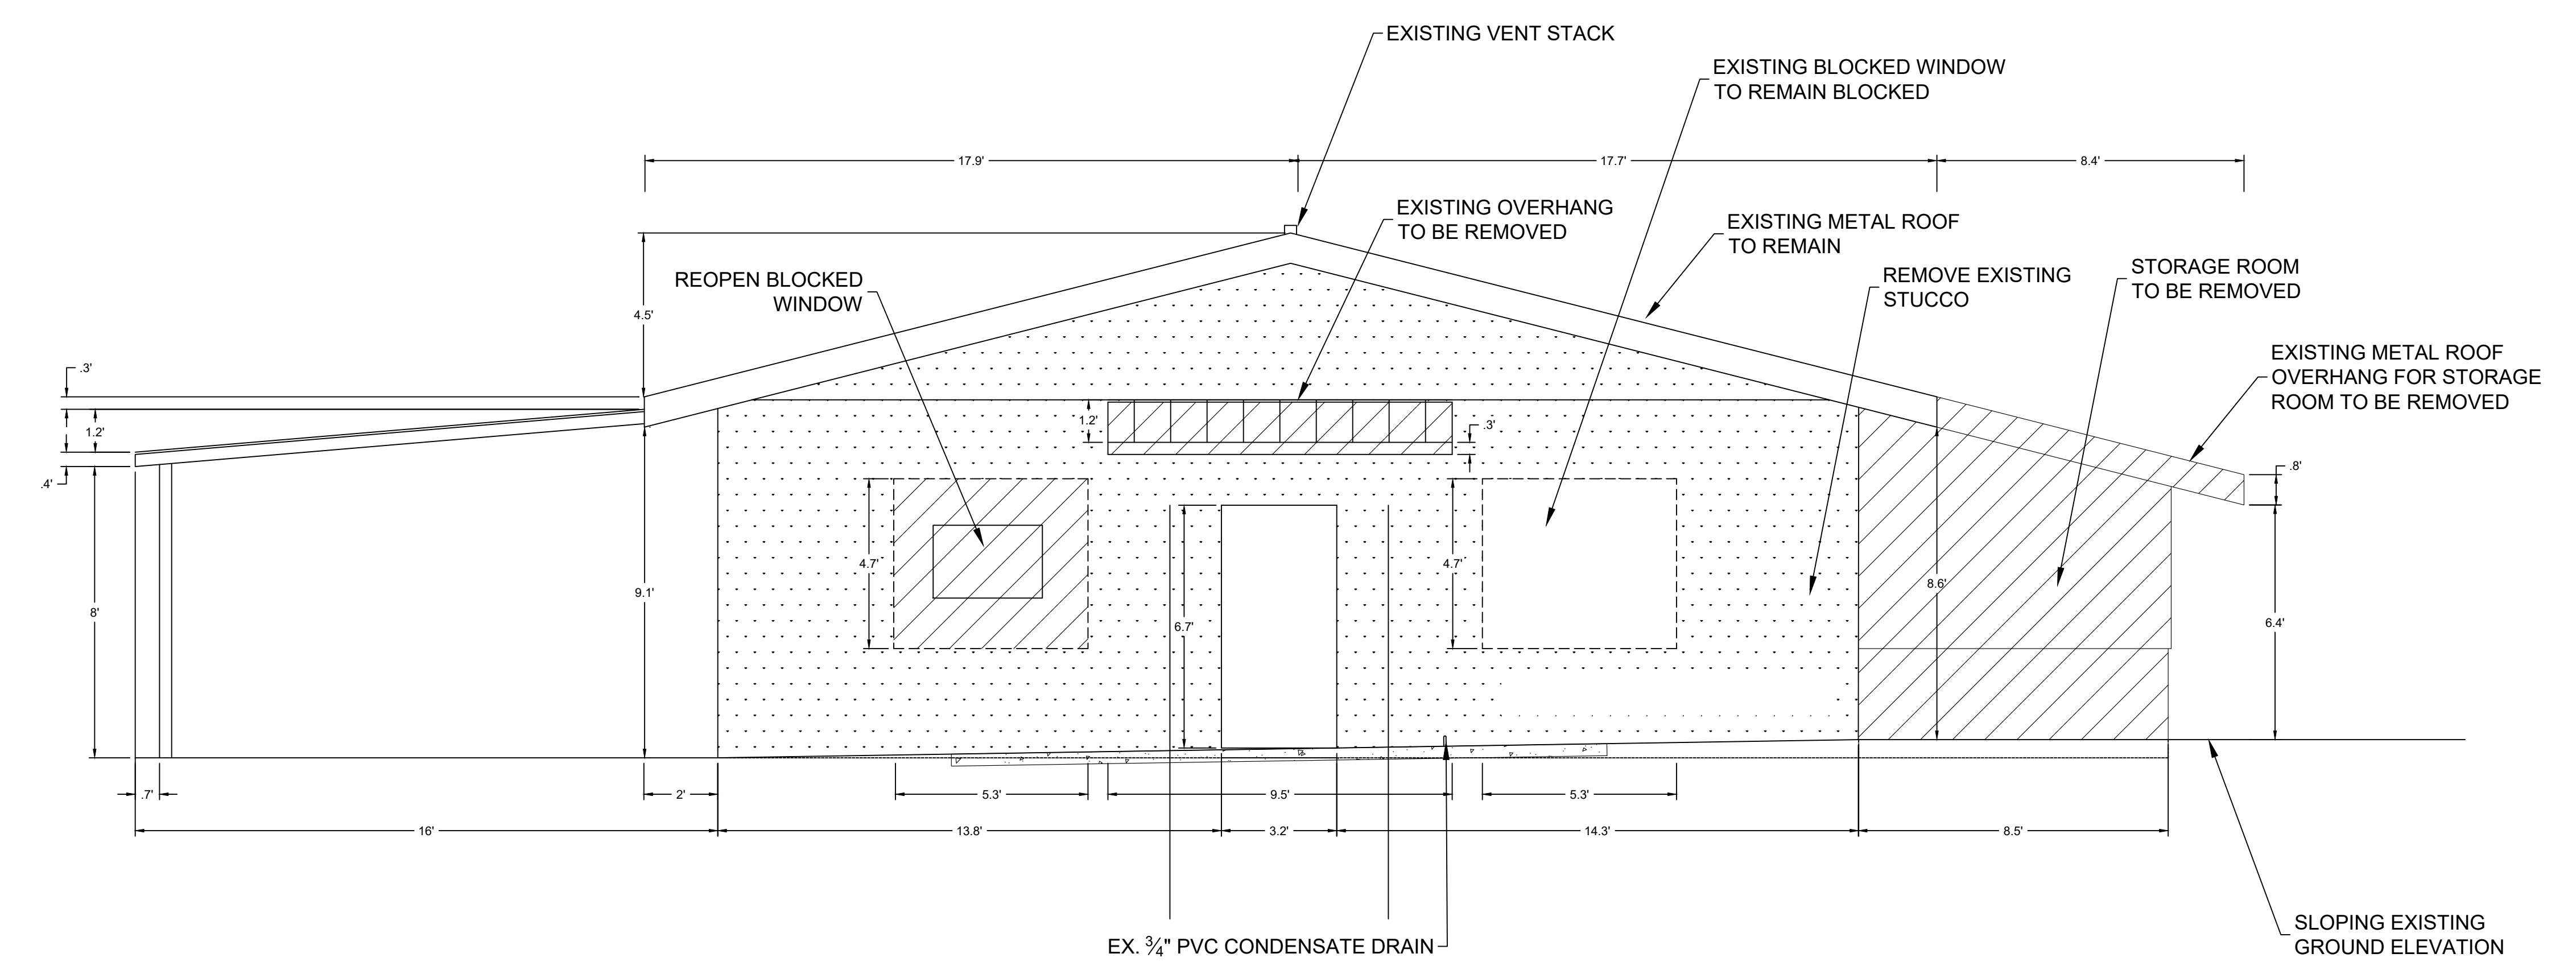 EXISTING VENT STACK
EXISTING BLOCKED WINDOW
TO REMAIN BLOCKED
17.9'
17.7'
8.4'
EXISTING OVERHANG
TO BE REMOVED
EXISTING METAL ROOF
TO REMAIN
REOPEN BLOCKED
WINDOW
REMOVE EXISTING
STUCCO
STORAGE ROOM
TO BE REMOVED
EXISTING METAL ROOF
OVERHANG FOR STORAGE
ROOM TO BE REMOVED
4.5'
.3'
1.2'
.4'
8'
9.1'
1.2'
.3'
4.7'
6.7'
4.7'
8.6'
.8'
6.4'
.7'
2'
5.3'
9.5'
5.3'
16'
13.8'
3.2'
14.3'
8.5'
EX. ¾" PVC CONDENSATE DRAIN
SLOPING EXISTING
GROUND ELEVATION